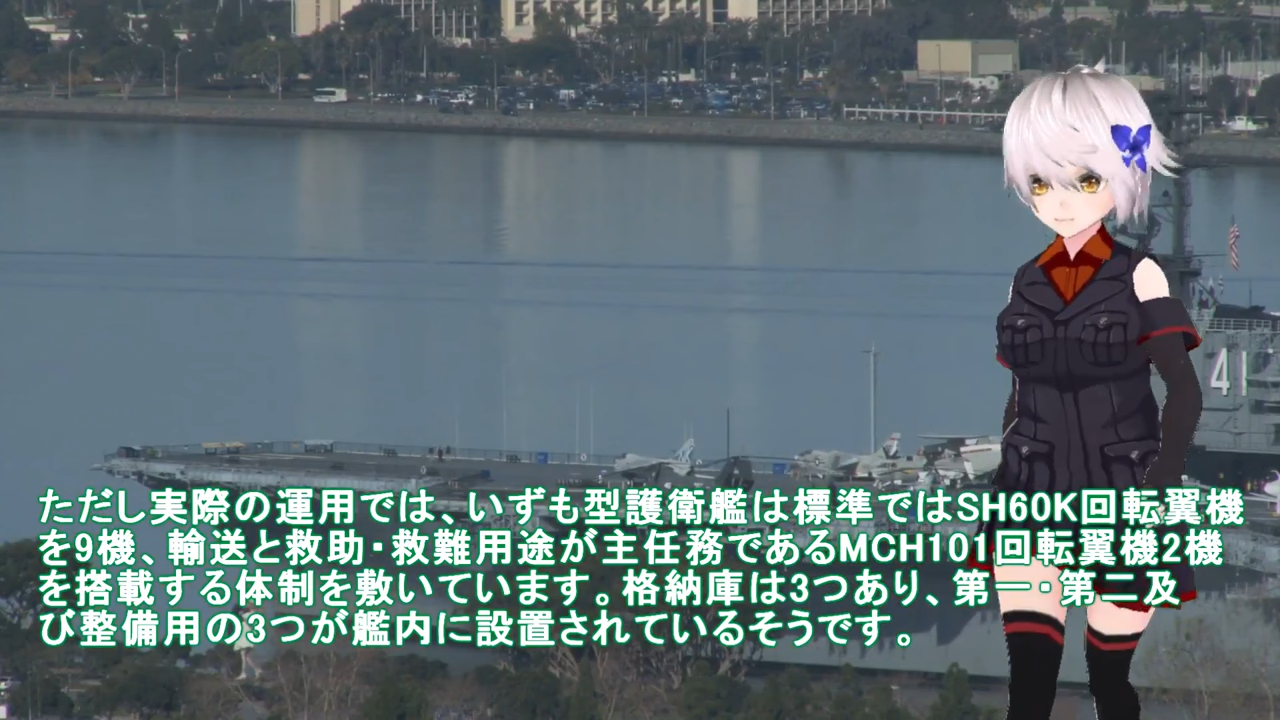 41
ただし実際の運用では、いずも型護衛艦は標準ではSH60K回転翼機
を9機、輸送と救助・救難用途が主任務であるMCH101回転翼機2機
を搭載する体制を敷いています。格納庫は3つあり、第一・第二及
び整備用の3つが艦内に設置されているそうです。